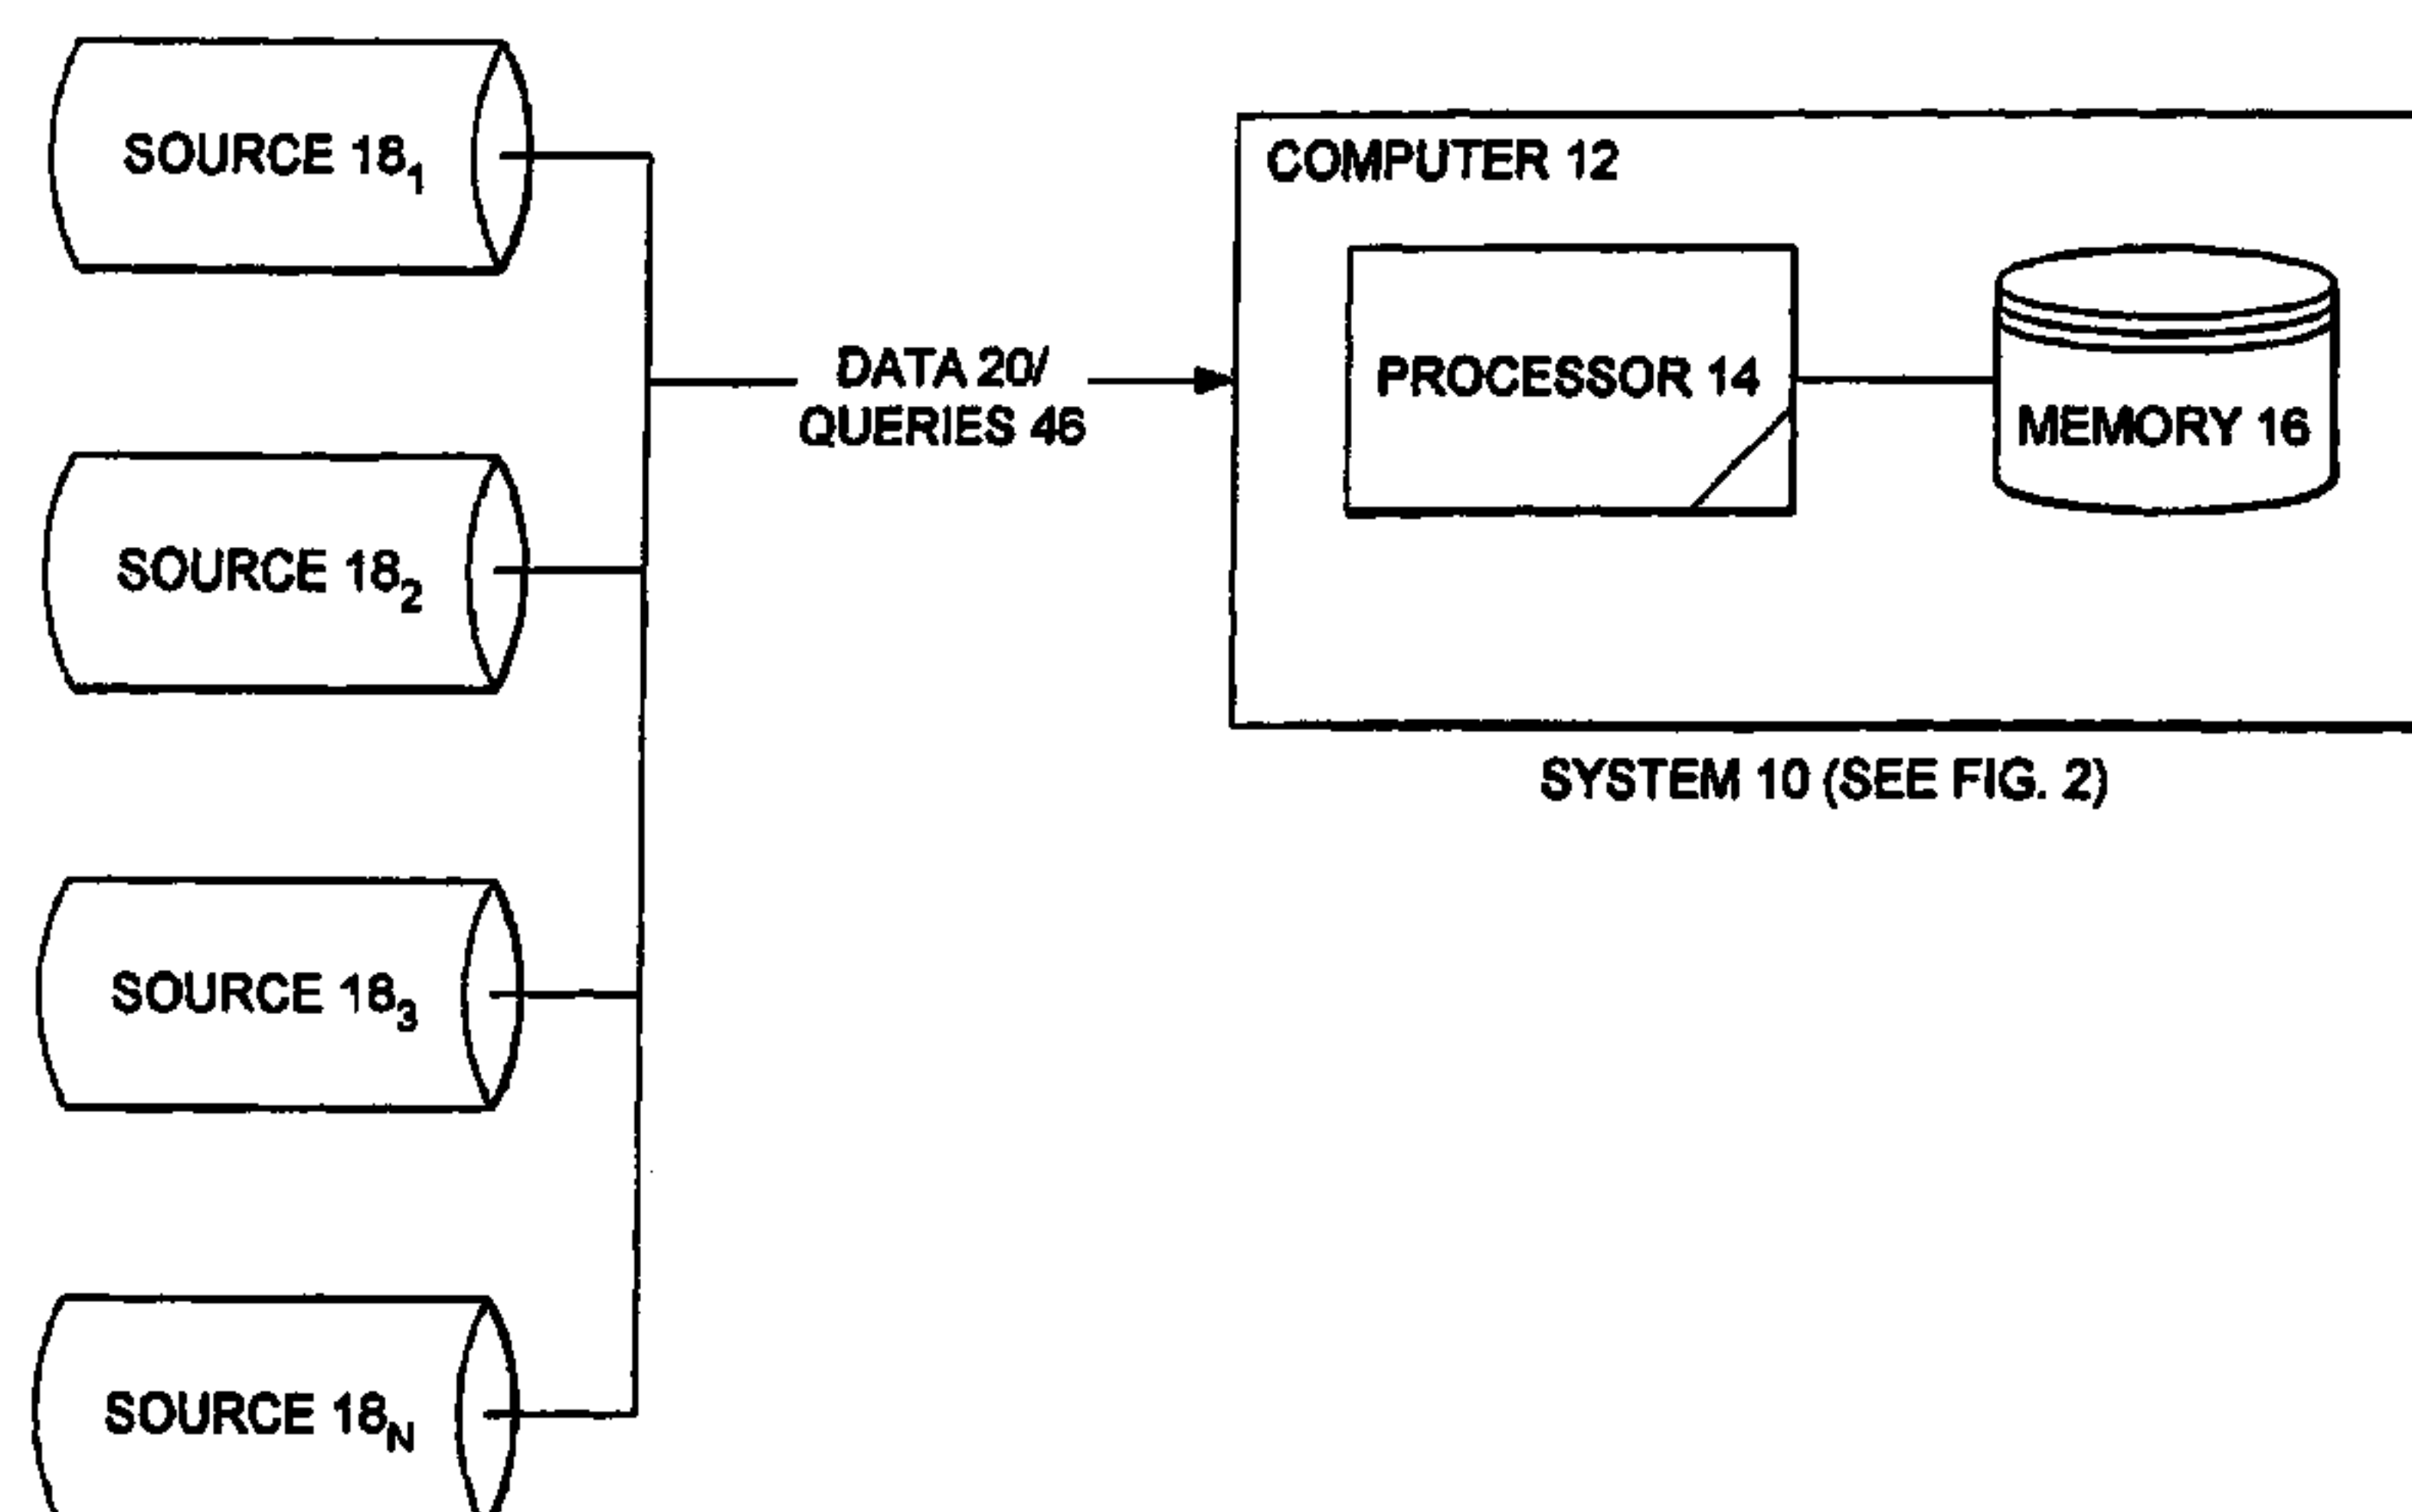 SOURCE 18₁
COMPUTER 12
DATA 20/
QUERIES 46
PROCESSOR 14
MEMORY 16
SOURCE 18₂
SYSTEM 10 (SEE FIG. 2)
SOURCE 18₃
SOURCE 18N